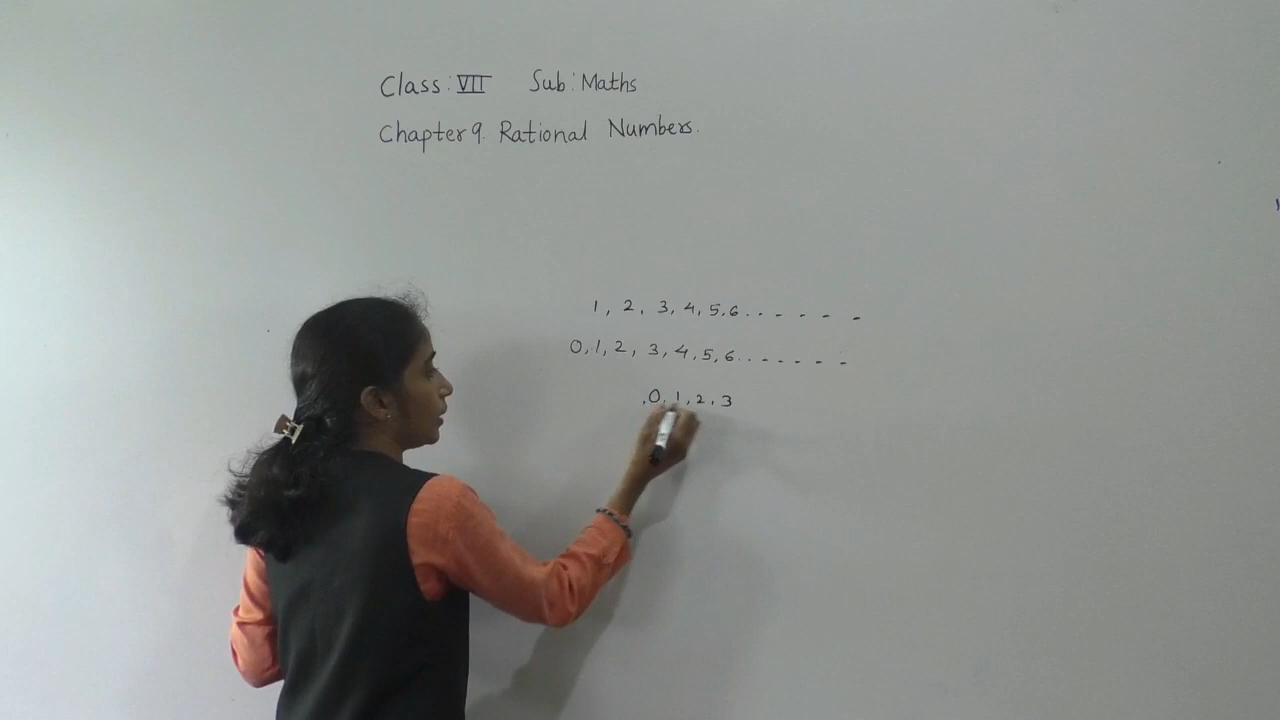 Class: VII Sub: Maths
Chapter 9. Rational Numbers.
1, 2, 3, 4, 5, 6 . . - - - - -
0, 1, 2, 3, 4, 5, 6 . . - - - - - -
, 0, 1, 2, 3